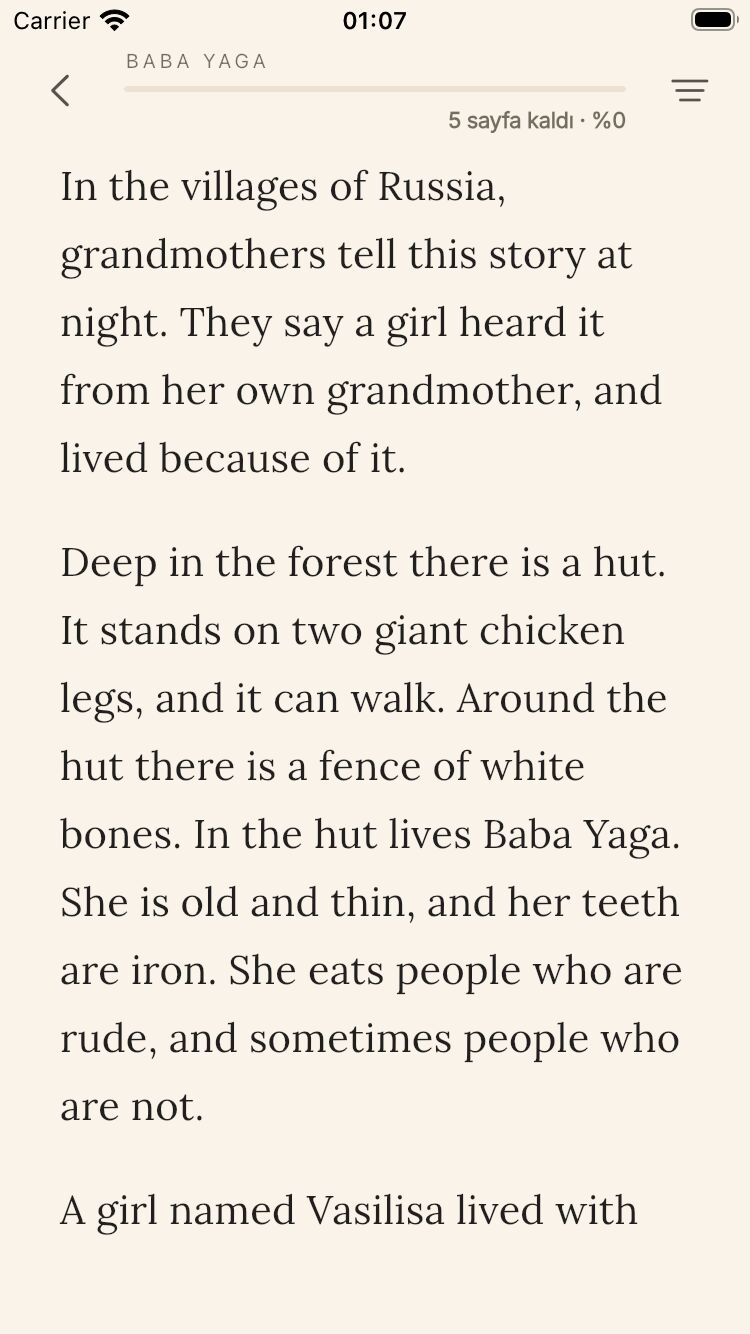 Carrier 01:07
BABA YAGA
5 sayfa kaldı · %0
In the villages of Russia,
grandmothers tell this story at
night. They say a girl heard it
from her own grandmother, and
lived because of it.
Deep in the forest there is a hut.
It stands on two giant chicken
legs, and it can walk. Around the
hut there is a fence of white
bones. In the hut lives Baba Yaga.
She is old and thin, and her teeth
are iron. She eats people who are
rude, and sometimes people who
are not.
A girl named Vasilisa lived with